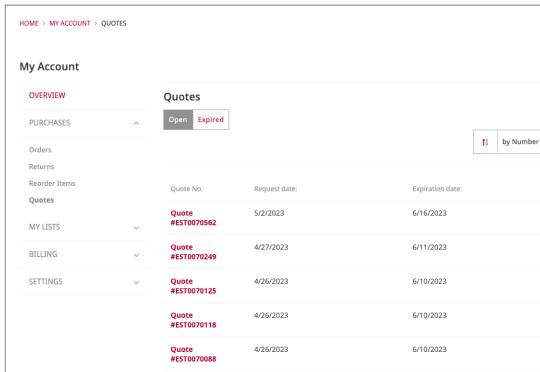 HOME > MY ACCOUNT > QUOTES
My Account
OVERVIEW
PURCHASES
Orders
Returns
Reorder Items
Quotes
MY LISTS
BILLING
SETTINGS
Quotes
Open Expired
by Number
Quote No. Request date: Expiration date:
Quote 5/2/2023 6/16/2023
#EST0070562
Quote 4/27/2023 6/11/2023
#EST0070249
Quote 4/26/2023 6/10/2023
#EST0070125
Quote 4/26/2023 6/10/2023
#EST0070118
Quote 4/26/2023 6/10/2023
#EST0070088